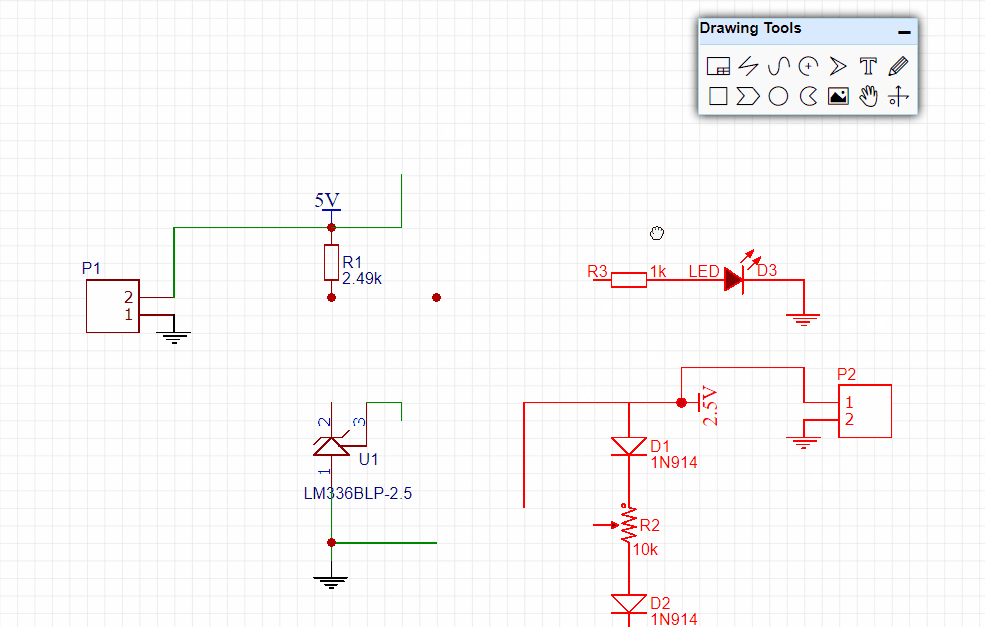 Drawing Tools
T
5V
P1
R1
2.49k
2
1
R3
1k
LED
D3
P2
1
2
2.5V
2
3
U1
1
LM336BLP-2.5
D1
1N914
R2
10k
D2
1N914